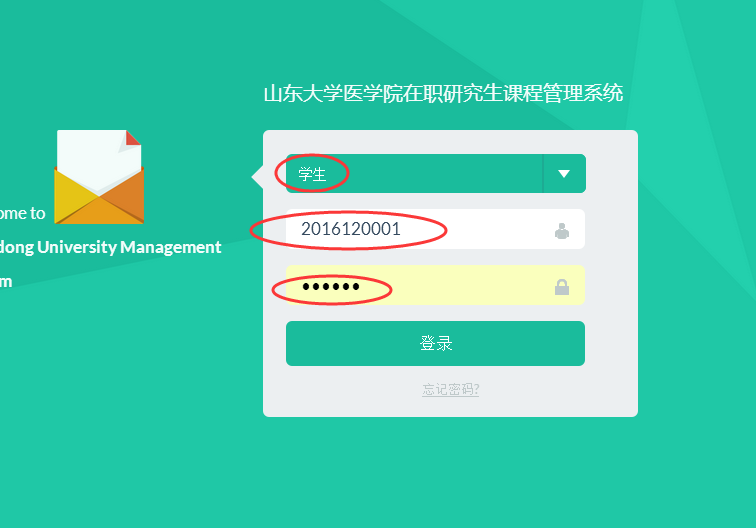 山东大学医学院在职研究生课程管理系统
学生
2016120001
••••••
登录
忘记密码?
ome to
dong University Management
m